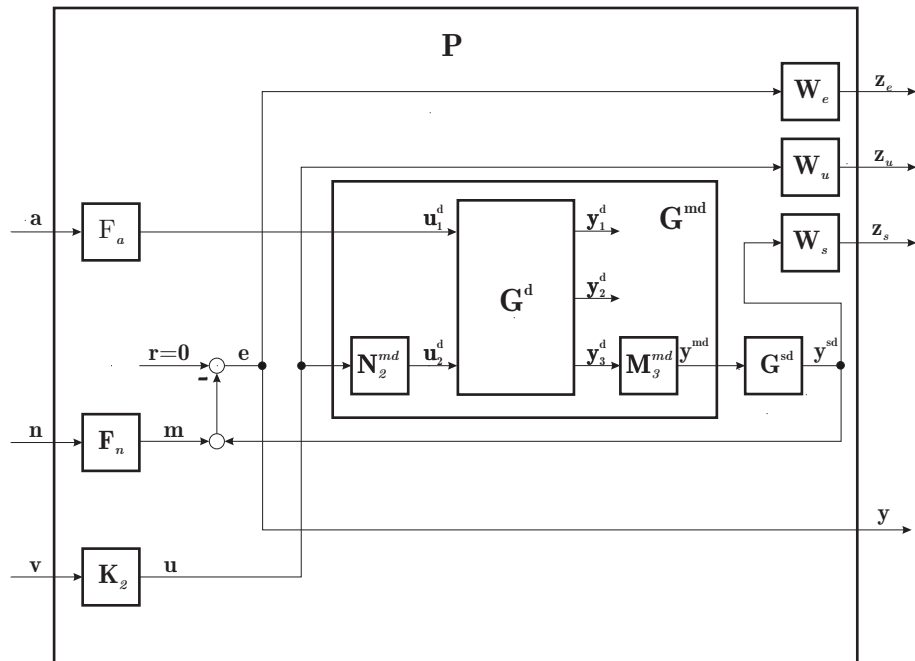 P
W_e z_e
W_u z_u
a F_a u_1^d y_1^d G^md W_s z_s
G^d y_2^d
r=0 e N_2^md u_2^d y_3^d M_3^md y^md G^sd y^sd
n F_n m
y
v K_2 u